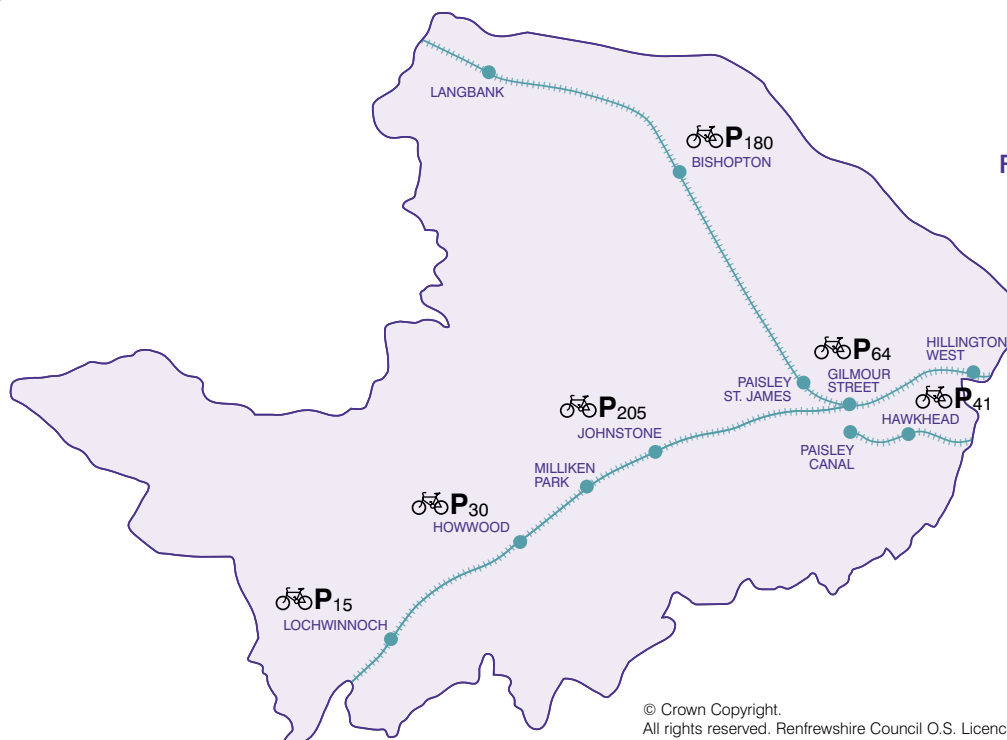 LANGBANK
P180
BISHOPTON
F
P64
GILMOUR
STREET
HILLINGTON
WEST
PAISLEY
ST. JAMES
P41
HAWKHEAD
P205
JOHNSTONE
PAISLEY
CANAL
MILLIKEN
PARK
P30
HOWWOOD
P15
LOCHWINNOCH
© Crown Copyright.
All rights reserved. Renfrewshire Council O.S. Licenc